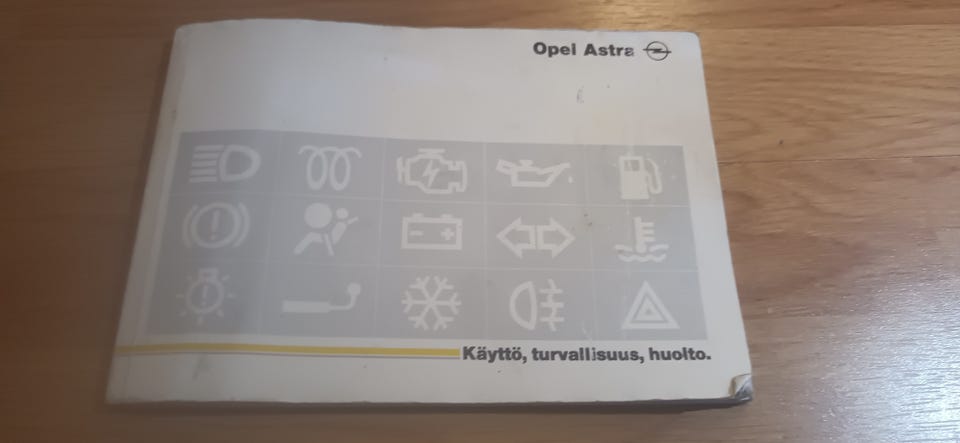 Opel Astra
Käyttö, turvallisuus, huolto.